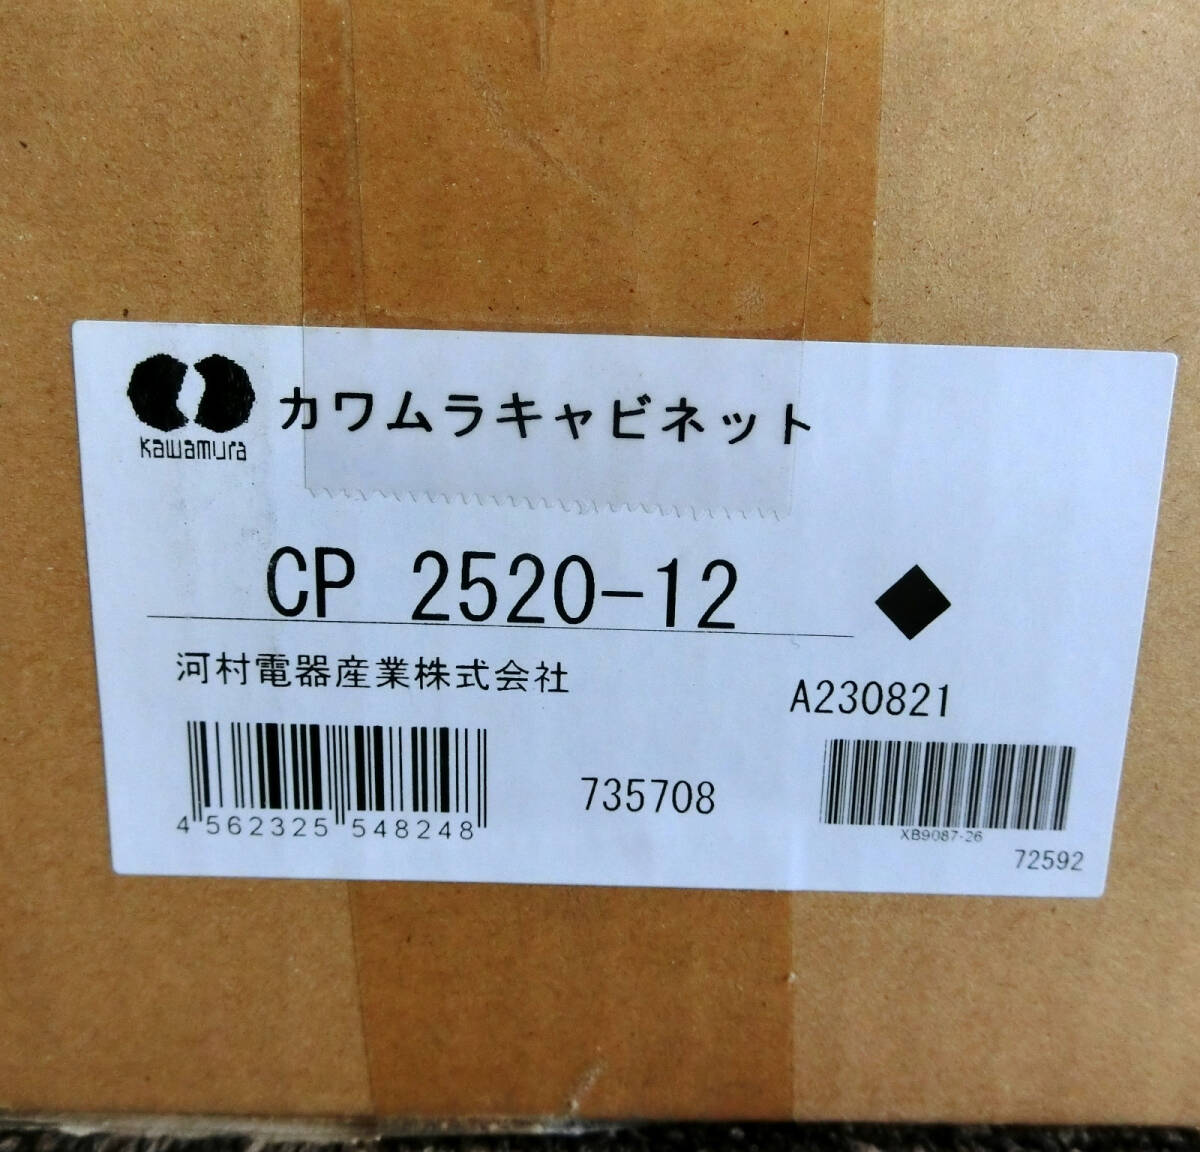 kawamura
カワムラキャビネット
CP 2520-12
河村電器産業株式会社
A230821
4 562325 548248
735708
XB9087-26
72592